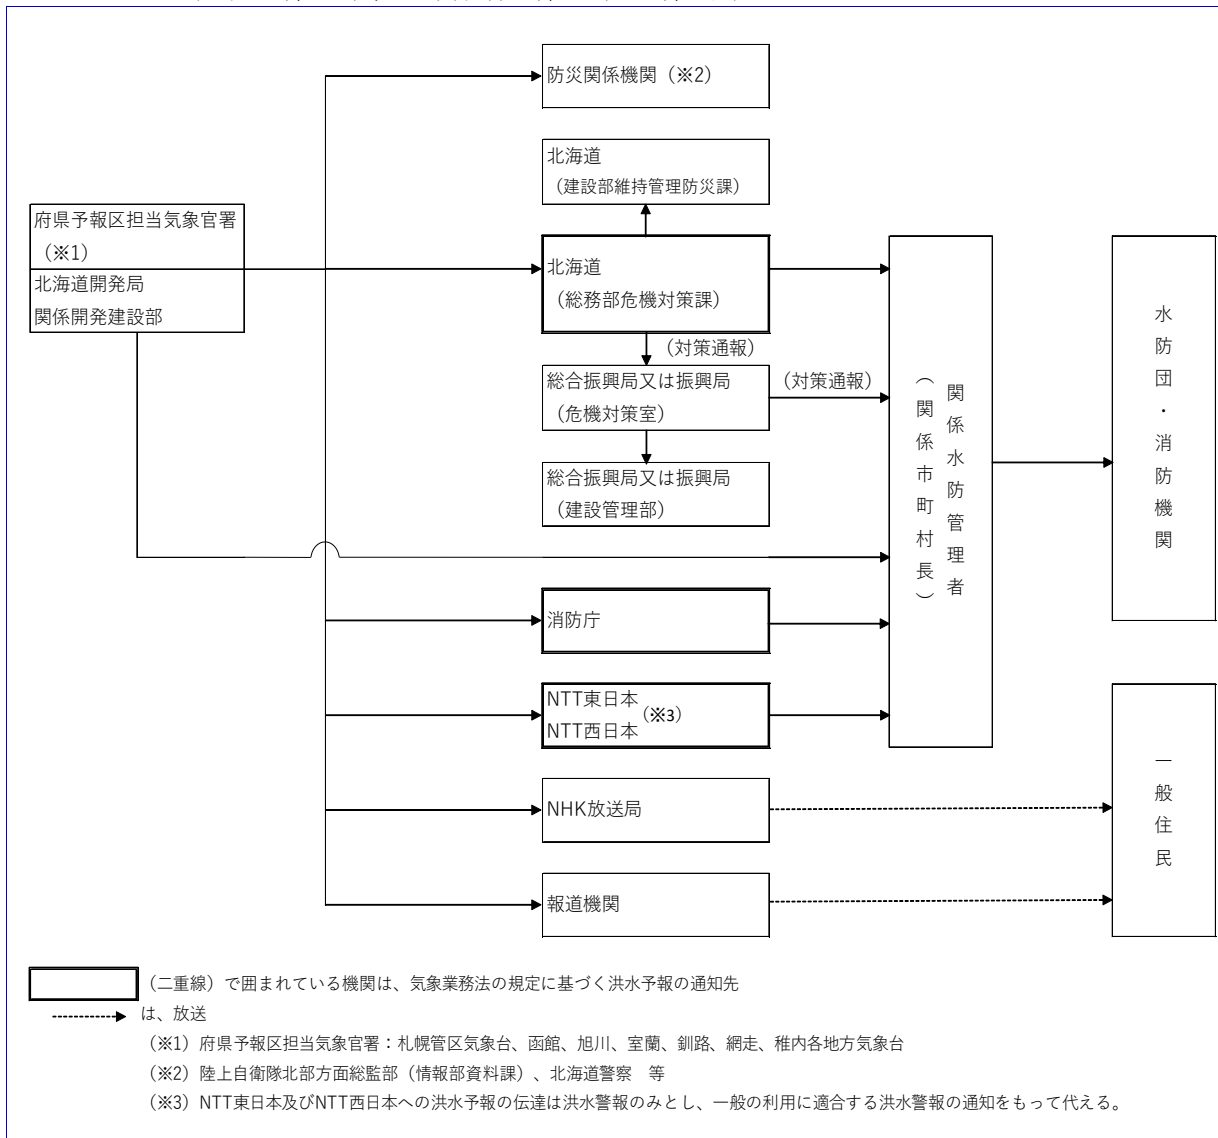 防災関係機関（※2）
北海道
（建設部維持管理防災課）
府県予報区担当気象官署
（※1）
北海道開発局
関係開発建設部
北海道
（総務部危機対策課）
（対策通報）
総合振興局又は振興局
（危機対策室）
（対策通報）
総合振興局又は振興局
（建設管理部）
関係水防管理者
（関係市町村長）
水防団・消防機関
消防庁
NTT東日本
NTT西日本
（※3）
NHK放送局
報道機関
一般住民
（二重線）で囲まれている機関は、気象業務法の規定に基づく洪水予報の通知先
は、放送
（※1）府県予報区担当気象官署：札幌管区気象台、函館、旭川、室蘭、釧路、網走、稚内各地方気象台
（※2）陸上自衛隊北部方面総監部（情報部資料課）、北海道警察　等
（※3）NTT東日本及びNTT西日本への洪水予報の伝達は洪水警報のみとし、一般の利用に適合する洪水警報の通知をもって代える。